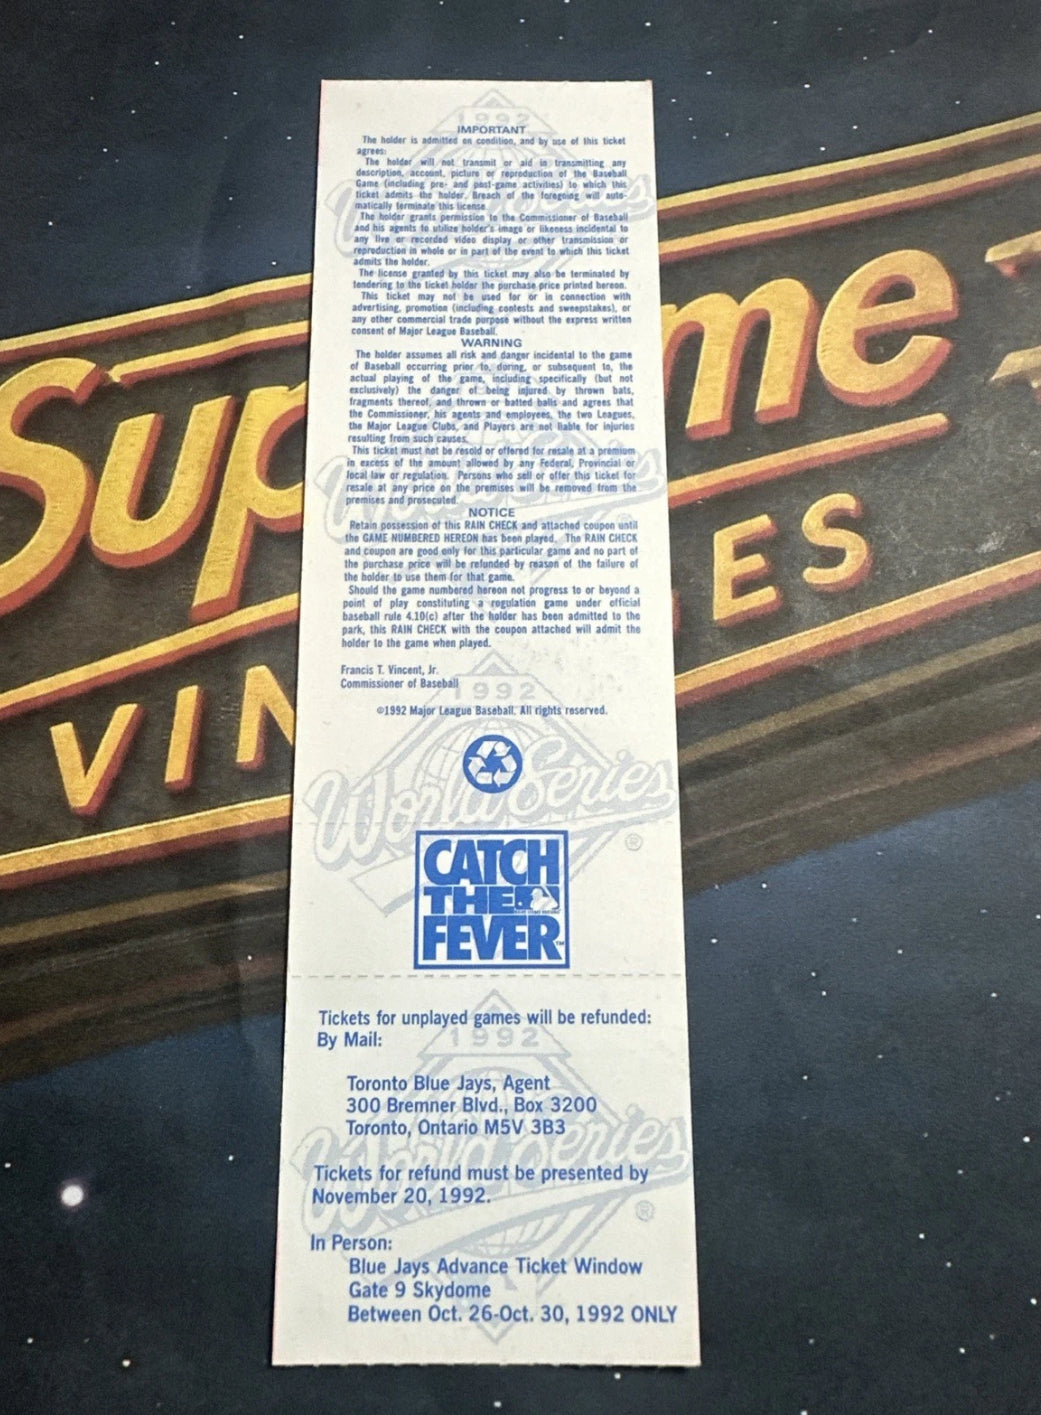 1992
IMPORTANT
The holder is admitted on condition, and by use of this ticket
agrees:
The holder will not transmit or aid in transmitting any
description, account, picture or reproduction of the Baseball
Game (including pre- and post-game activities) to which this
ticket admits the holder. Breach of the foregoing will auto-
matically terminate this license.
The holder grants permission to the Commissioner of Baseball
and his agents to utilize holder's image or likeness incidental to
any live or recorded video display or other transmission or
reproduction in whole or in part of the event to which this ticket
admits the holder.
The license granted by this ticket may also be terminated by
tendering to the ticket holder the purchase price printed hereon.
This ticket may not be used for or in connection with
advertising, promotion (including contests and sweepstakes), or
any other commercial trade purpose without the express written
consent of Major League Baseball.
WARNING
The holder assumes all risk and danger incidental to the game
of Baseball occurring prior to, during, or subsequent to, the
actual playing of the game, including specifically (but not
exclusively) the danger of being injured by thrown bats,
fragments thereof, and thrown or batted balls and agrees that
the Commissioner, his agents and employees, the two Leagues,
the Major League Clubs, and Players are not liable for injuries
resulting from such causes.
This ticket must not be resold or offered for resale at a premium
in excess of the amount allowed by any Federal, Provincial or
local law or regulation. Persons who sell or offer this ticket for
resale at any price on the premises will be removed from the
premises and prosecuted.
NOTICE
Retain possession of this RAIN CHECK and attached coupon until
the GAME NUMBERED HEREON has been played. The RAIN CHECK
and coupon are good only for this particular game and no part of
the purchase price will be refunded by reason of the failure of
the holder to use them for that game.
Should the game numbered hereon not progress to or beyond a
point of play constituting a regulation game under official
baseball rule 4.10(c) after the holder has been admitted to the
park, this RAIN CHECK with the coupon attached will admit the
holder to the game when played.
Francis T. Vincent, Jr.
Commissioner of Baseball
1992
©1992 Major League Baseball. All rights reserved.
World Series
®
CATCH
THE
FEVER™
Tickets for unplayed games will be refunded:
By Mail:
1992
Toronto Blue Jays, Agent
300 Bremner Blvd., Box 3200
Toronto, Ontario M5V 3B3
World Series
®
Tickets for refund must be presented by
November 20, 1992.
In Person:
Blue Jays Advance Ticket Window
Gate 9 Skydome
Between Oct. 26-Oct. 30, 1992 ONLY
Sup me
VIN ES